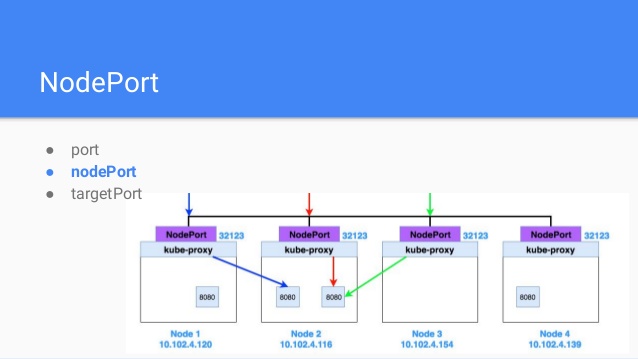 NodePort
port
nodePort
targetPort
NodePort 32123 NodePort 32123 NodePort 32123 NodePort 32123
kube-proxy kube-proxy kube-proxy kube-proxy
8080 8080 8080 8080
Node 1 Node 2 Node 3 Node 4
10.102.4.120 10.102.4.116 10.102.4.154 10.102.4.139